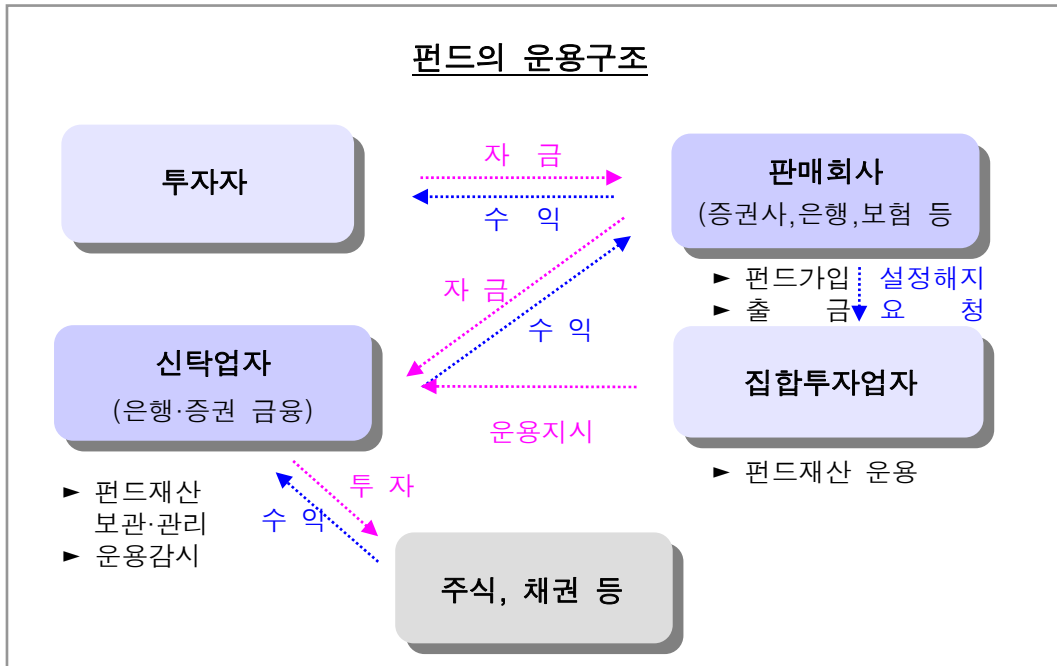 펀드의 운용구조
투자자
자 금
수 익
판매회사
(증권사,은행,보험 등
► 펀드가입
► 출 금
설정해지
요 청
자 금
수 익
신탁업자
(은행·증권 금융)
집합투자업자
운용지시
► 펀드재산 운용
► 펀드재산
보관·관리
► 운용감시
투 자
수 익
주식, 채권 등